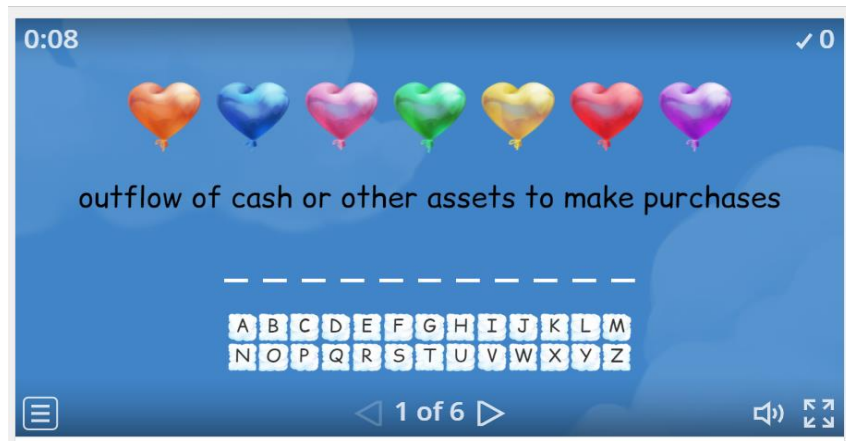 0:08
✓ 0
outflow of cash or other assets to make purchases
_ _ _ _ _ _ _ _ _ _ _
A B C D E F G H I J K L M
N O P Q R S T U V W X Y Z
1 of 6